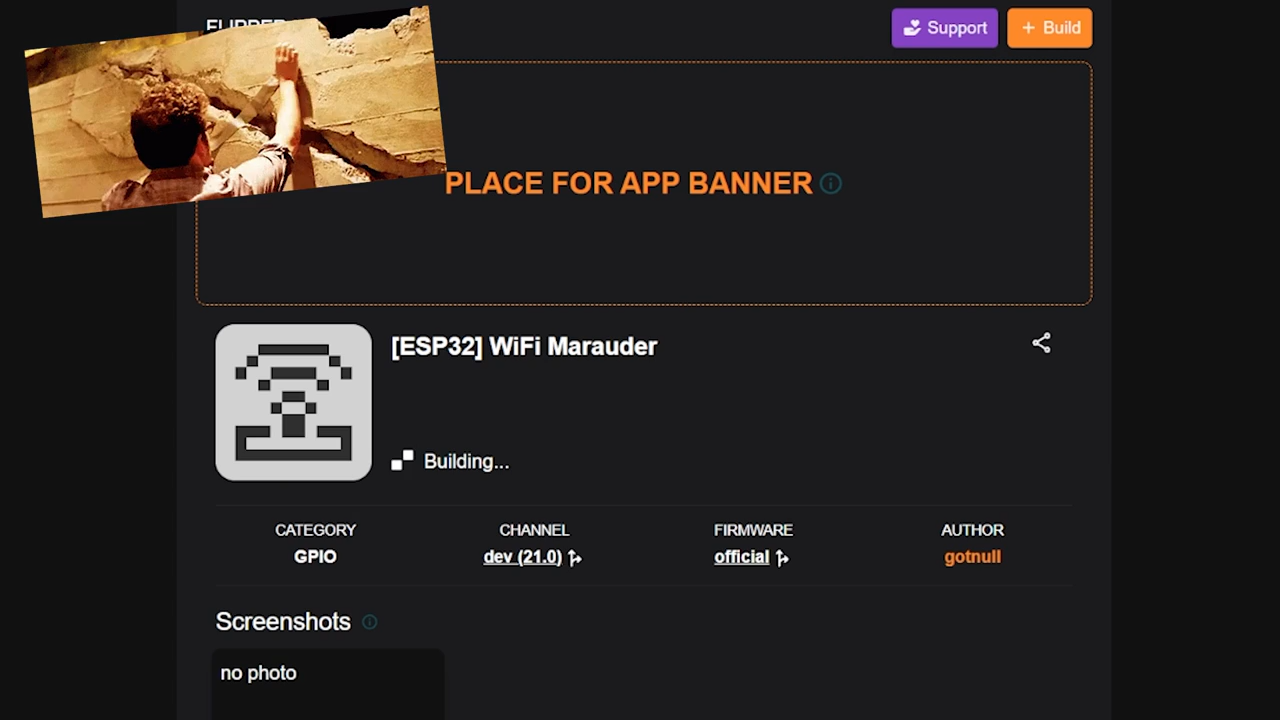 Support
Build
PLACE FOR APP BANNER
[ESP32] WiFi Marauder
Building...
CATEGORY
GPIO
CHANNEL
dev (21.0)
FIRMWARE
official
AUTHOR
gotnull
Screenshots
no photo